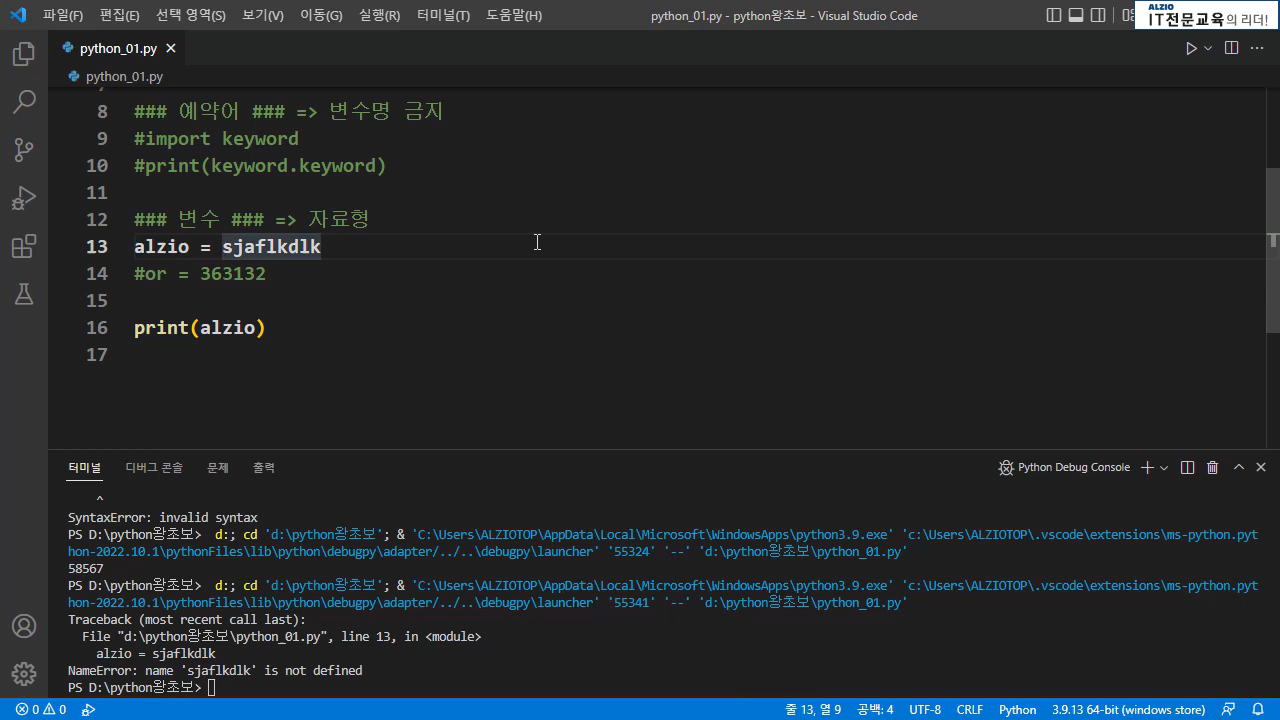 파일(F) 편집(E) 선택 영역(S) 보기(V) 이동(G) 실행(R) 터미널(T) 도움말(H) python_01.py - python왕초보 - Visual Studio Code
ALZIO
IT전문교육의 리더!
python_01.py
python_01.py
8 ### 예약어 ### => 변수명 금지
9 #import keyword
10 #print(keyword.keyword)
11
12 ### 변수 ### => 자료형
13 alzio = sjaflkdlk
14 #or = 363132
15
16 print(alzio)
17
터미널 디버그 콘솔 문제 출력 Python Debug Console
^
SyntaxError: invalid syntax
PS D:\python왕초보> d:; cd 'd:\python왕초보'; & 'C:\Users\ALZIOTOP\AppData\Local\Microsoft\WindowsApps\python3.9.exe' 'c:\Users\ALZIOTOP\.vscode\extensions\ms-python.pyt
hon-2022.10.1\pythonFiles\lib\python\debugpy\adapter/../..\debugpy\launcher' '55324' '--' 'd:\python왕초보\python_01.py'
58567
PS D:\python왕초보> d:; cd 'd:\python왕초보'; & 'C:\Users\ALZIOTOP\AppData\Local\Microsoft\WindowsApps\python3.9.exe' 'c:\Users\ALZIOTOP\.vscode\extensions\ms-python.pyt
hon-2022.10.1\pythonFiles\lib\python\debugpy\adapter/../..\debugpy\launcher' '55341' '--' 'd:\python왕초보\python_01.py'
Traceback (most recent call last):
File "d:\python왕초보\python_01.py", line 13, in <module>
alzio = sjaflkdlk
NameError: name 'sjaflkdlk' is not defined
PS D:\python왕초보>
0 0 줄 13, 열 9 공백: 4 UTF-8 CRLF Python 3.9.13 64-bit (windows store)